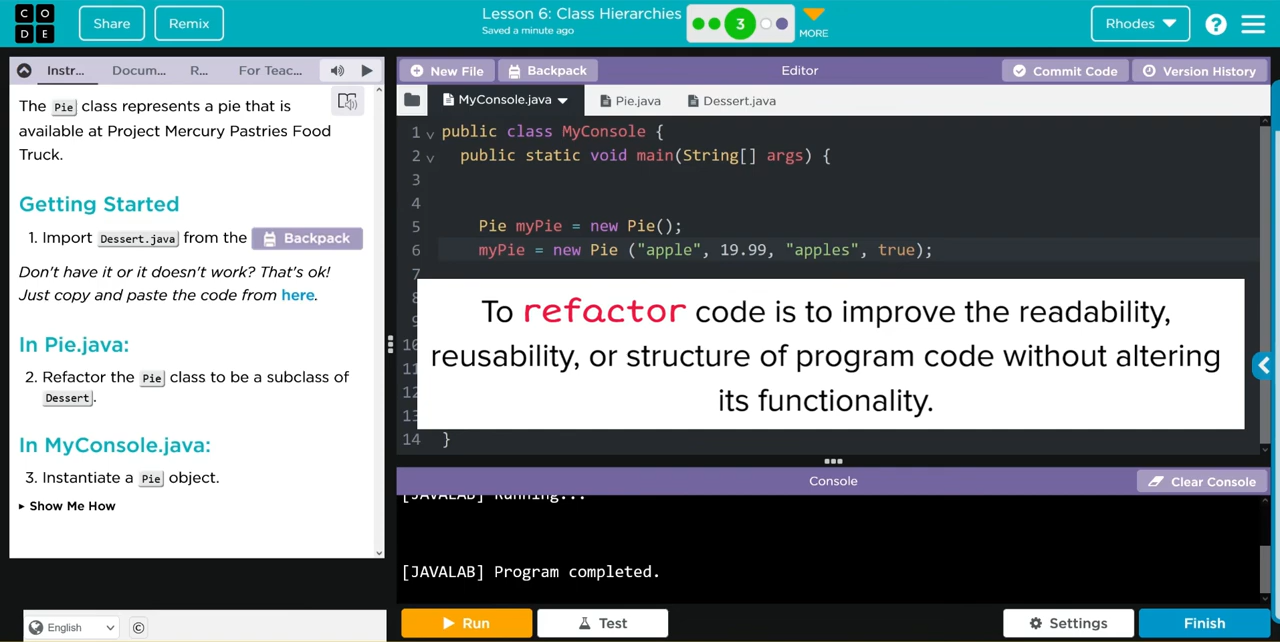 CODE
Share
Remix
Lesson 6: Class Hierarchies
Saved a minute ago
3
MORE
Rhodes
?
Instr...
Docum...
R...
For Teac...
New File
Backpack
Editor
Commit Code
Version History
MyConsole.java
Pie.java
Dessert.java
The Pie class represents a pie that is
available at Project Mercury Pastries Food
Truck.
Getting Started
1. Import Dessert.java from the Backpack
Don't have it or it doesn't work? That's ok!
Just copy and paste the code from here.
In Pie.java:
2. Refactor the Pie class to be a subclass of
Dessert.
In MyConsole.java:
3. Instantiate a Pie object.
Show Me How
1 public class MyConsole {
2 public static void main(String[] args) {
3
4
5 Pie myPie = new Pie();
6 myPie = new Pie ("apple", 19.99, "apples", true);
7
To refactor code is to improve the readability,
reusability, or structure of program code without altering
its functionality.
14 }
Console
Clear Console
[JAVALAB] Running...
[JAVALAB] Program completed.
English
©
Run
Test
Settings
Finish